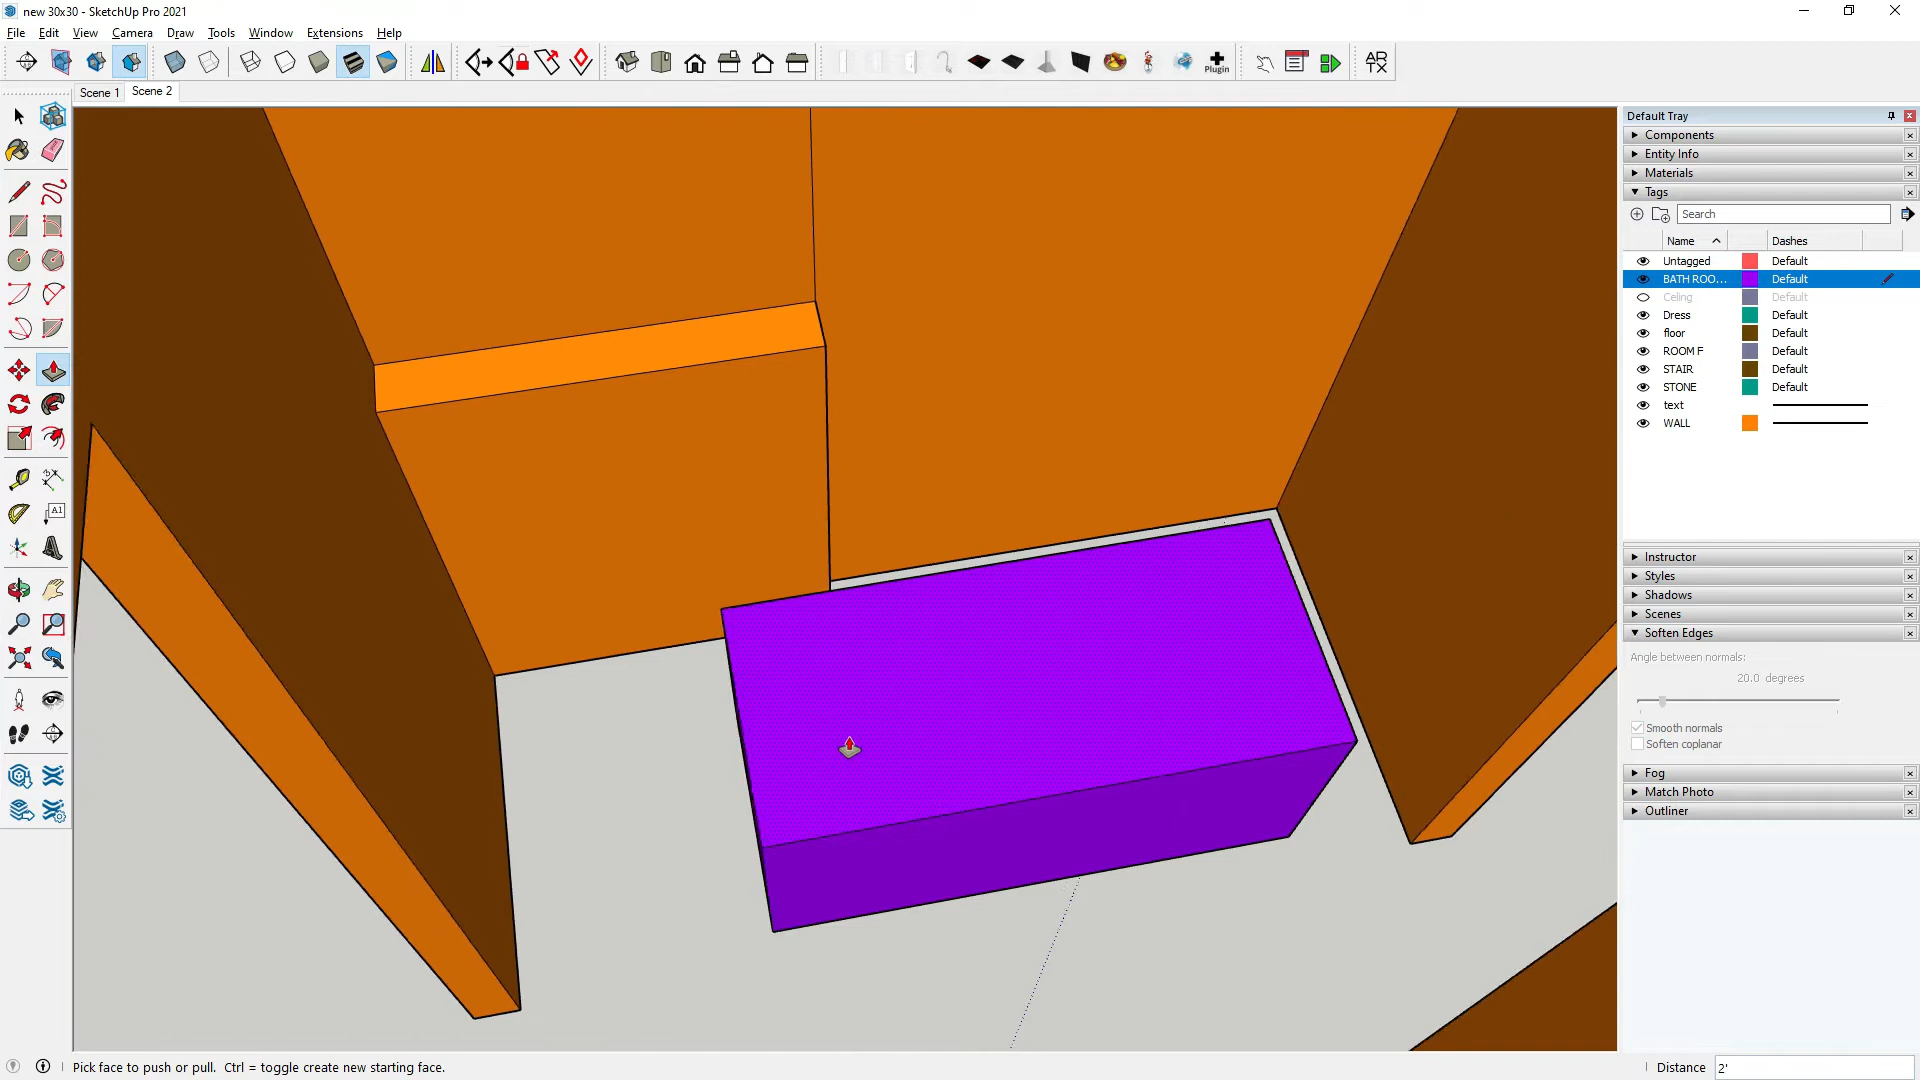 new 30x30 - SketchUp Pro 2021
File Edit View Camera Draw Tools Window Extensions Help
Plugin
AR
TX
Scene 1 Scene 2
A1
Default Tray
Components
Entity Info
Materials
Tags
Search
Name Dashes
Untagged Default
BATH ROO... Default
Celing Default
Dress Default
floor Default
ROOM F Default
STAIR Default
STONE Default
text
WALL
Instructor
Styles
Shadows
Scenes
Soften Edges
Angle between normals:
20.0 degrees
Smooth normals
Soften coplanar
Fog
Match Photo
Outliner
Pick face to push or pull. Ctrl = toggle create new starting face.
Distance 2'